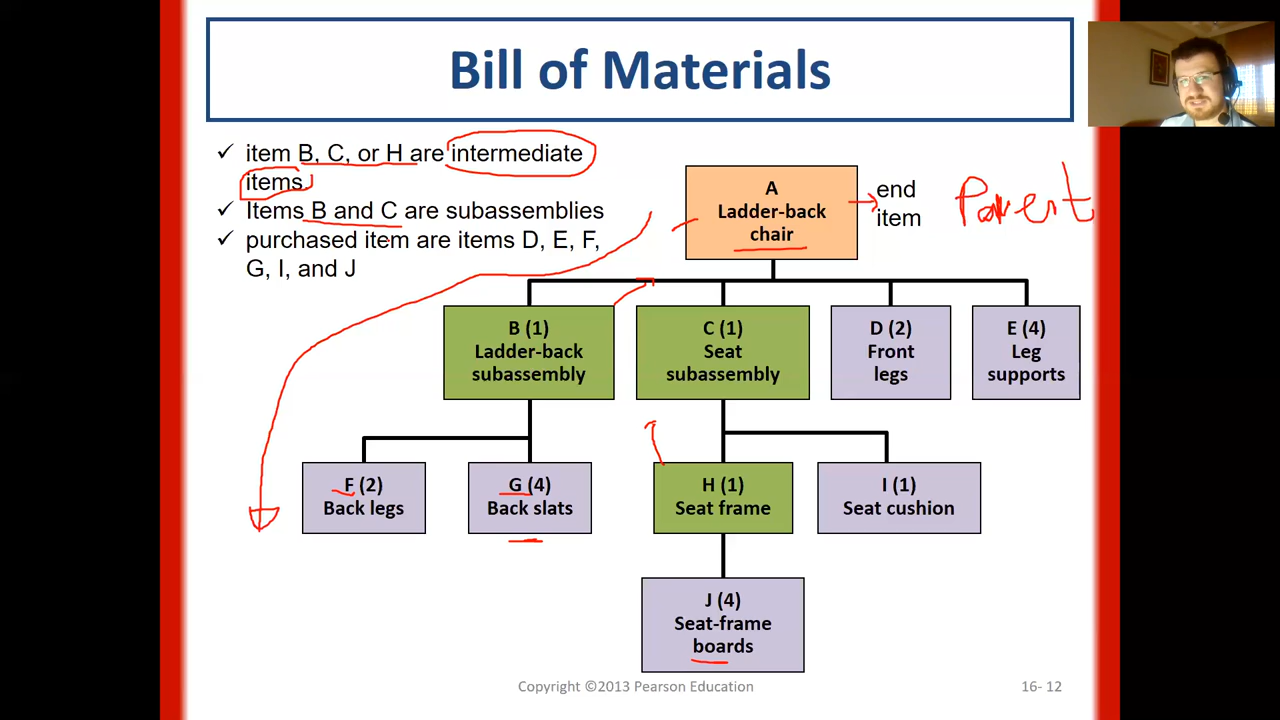 Bill of Materials
✓ item B, C, or H are intermediate
items.
✓ Items B and C are subassemblies
✓ purchased item are items D, E, F,
G, I, and J
A
Ladder-back
chair
end
item
Parent
B (1)
Ladder-back
subassembly
C (1)
Seat
subassembly
D (2)
Front
legs
E (4)
Leg
supports
F (2)
Back legs
G (4)
Back slats
H (1)
Seat frame
I (1)
Seat cushion
J (4)
Seat-frame
boards
Copyright ©2013 Pearson Education
16- 12